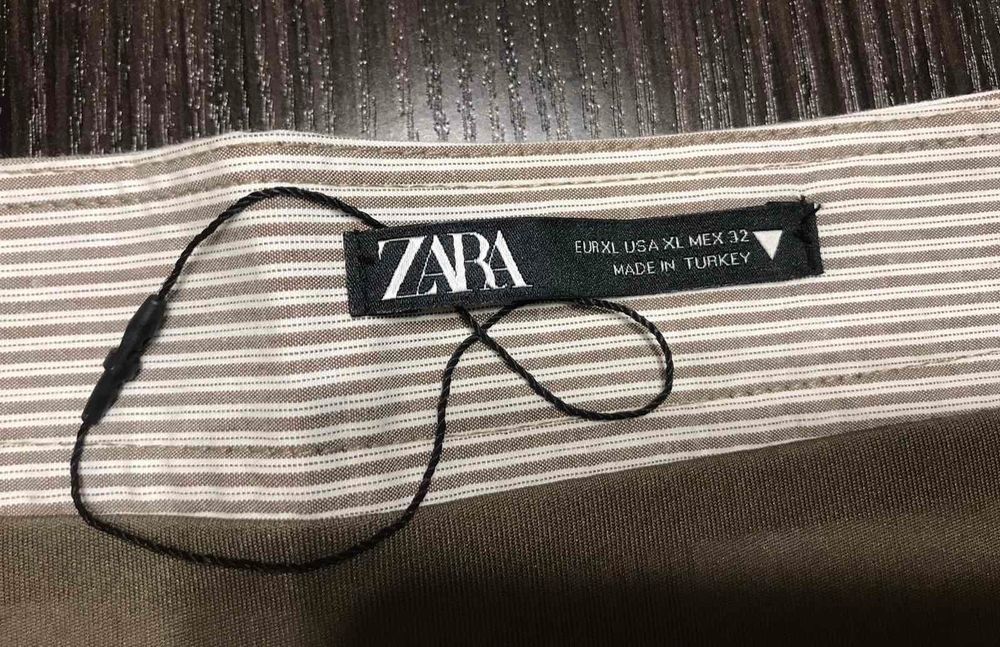 ZARA
EUR XL USA XL MEX 32
MADE IN TURKEY